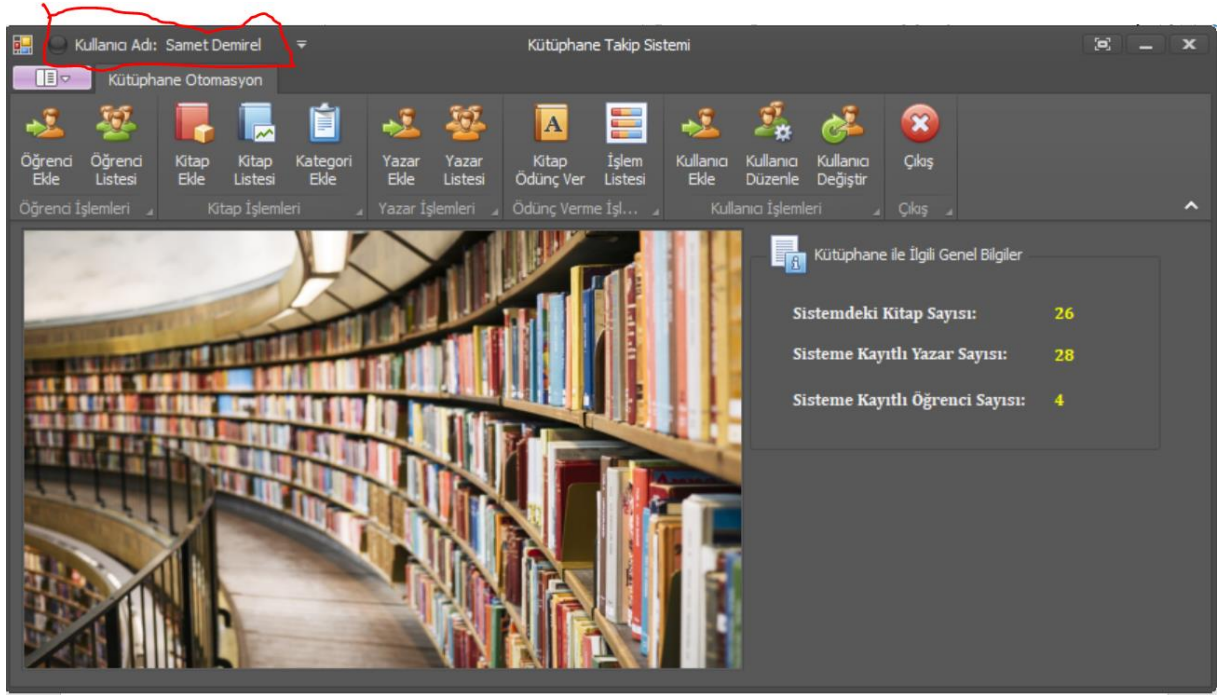 Kullanıcı Adı: Samet Demirel
Kütüphane Takip Sistemi
Kütüphane Otomasyon
Öğrenci Ekle
Öğrenci Listesi
Kitap Ekle
Kitap Listesi
Kategori Ekle
Yazar Ekle
Yazar Listesi
A
Kitap Ödünç Ver
İşlem Listesi
Kullanıcı Ekle
Kullanıcı Düzenle
Kullanıcı Değiştir
Çıkış
Öğrenci İşlemleri
Kitap İşlemleri
Yazar İşlemleri
Ödünç Verme İşl...
Kullanıcı İşlemleri
Çıkış
Kütüphane ile İlgili Genel Bilgiler
Sistemdeki Kitap Sayısı: 26
Sisteme Kayıtlı Yazar Sayısı: 28
Sisteme Kayıtlı Öğrenci Sayısı: 4